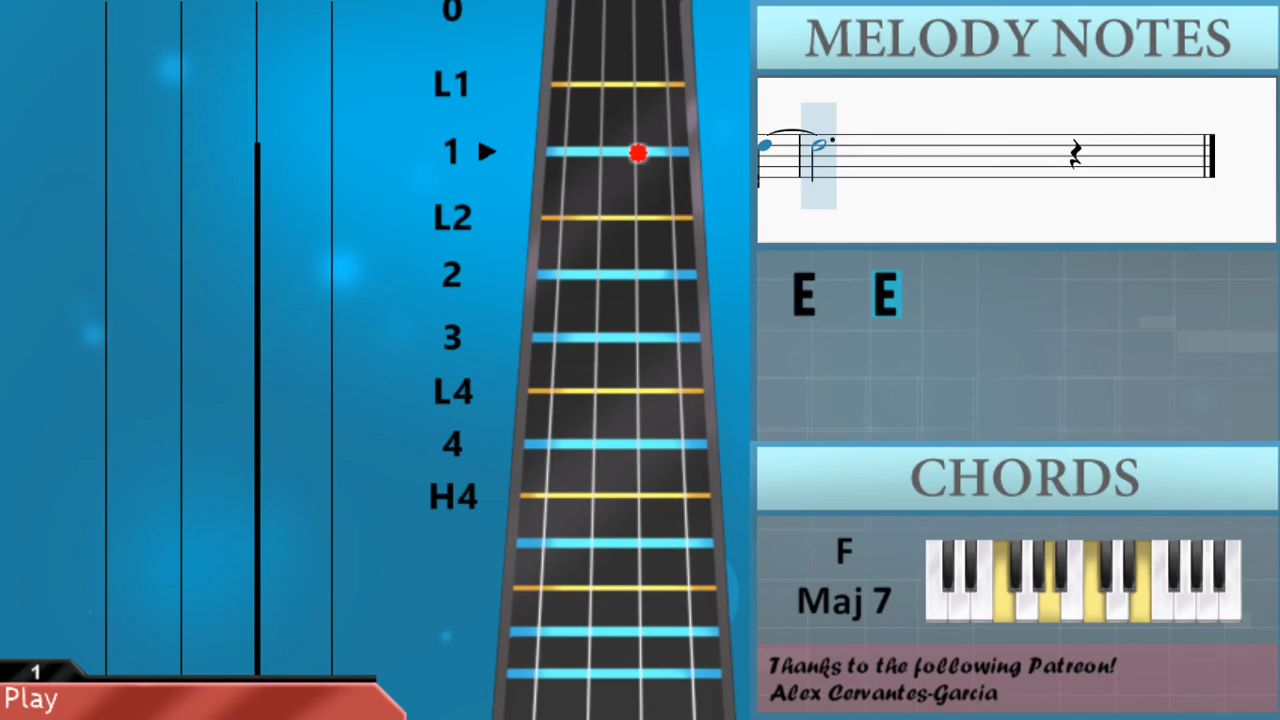 0
L1
1
L2
2
3
L4
4
H4
1
Play
MELODY NOTES
E E
CHORDS
F
Maj 7
Thanks to the following Patreon!
Alex Cervantes-Garcia